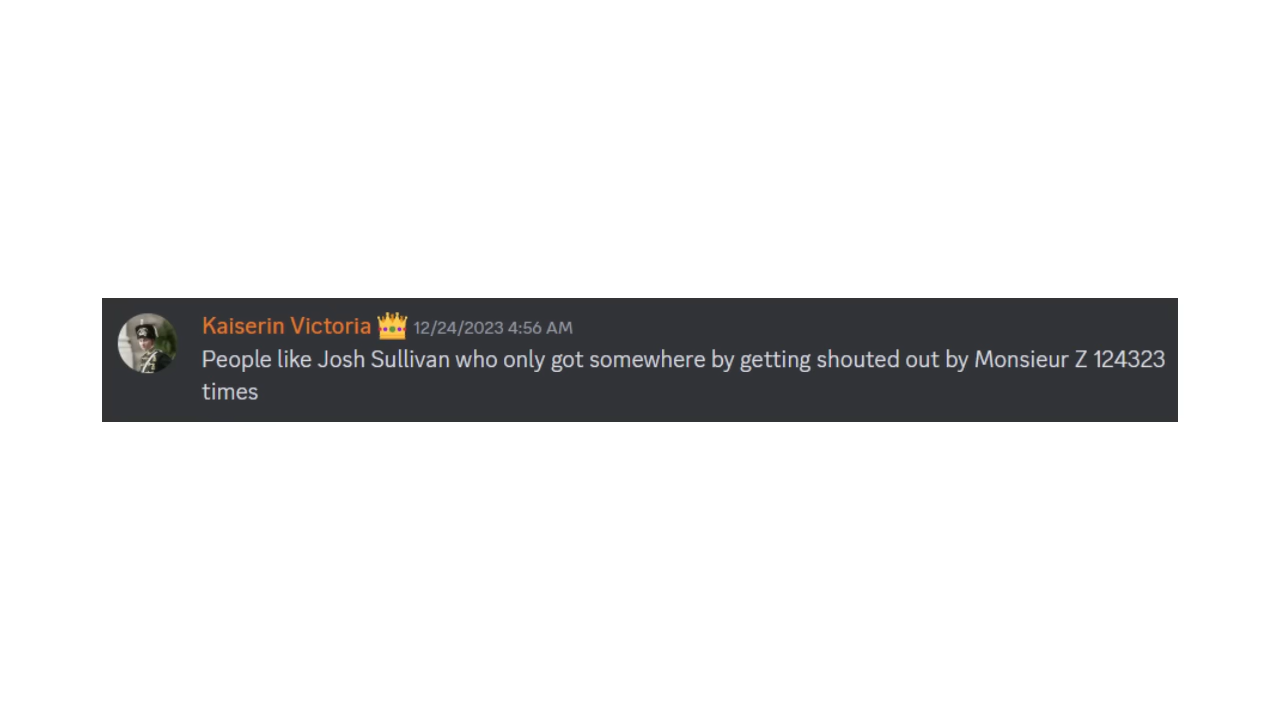 Kaiserin Victoria 👑 12/24/2023 4:56 AM
People like Josh Sullivan who only got somewhere by getting shouted out by Monsieur Z 124323
times